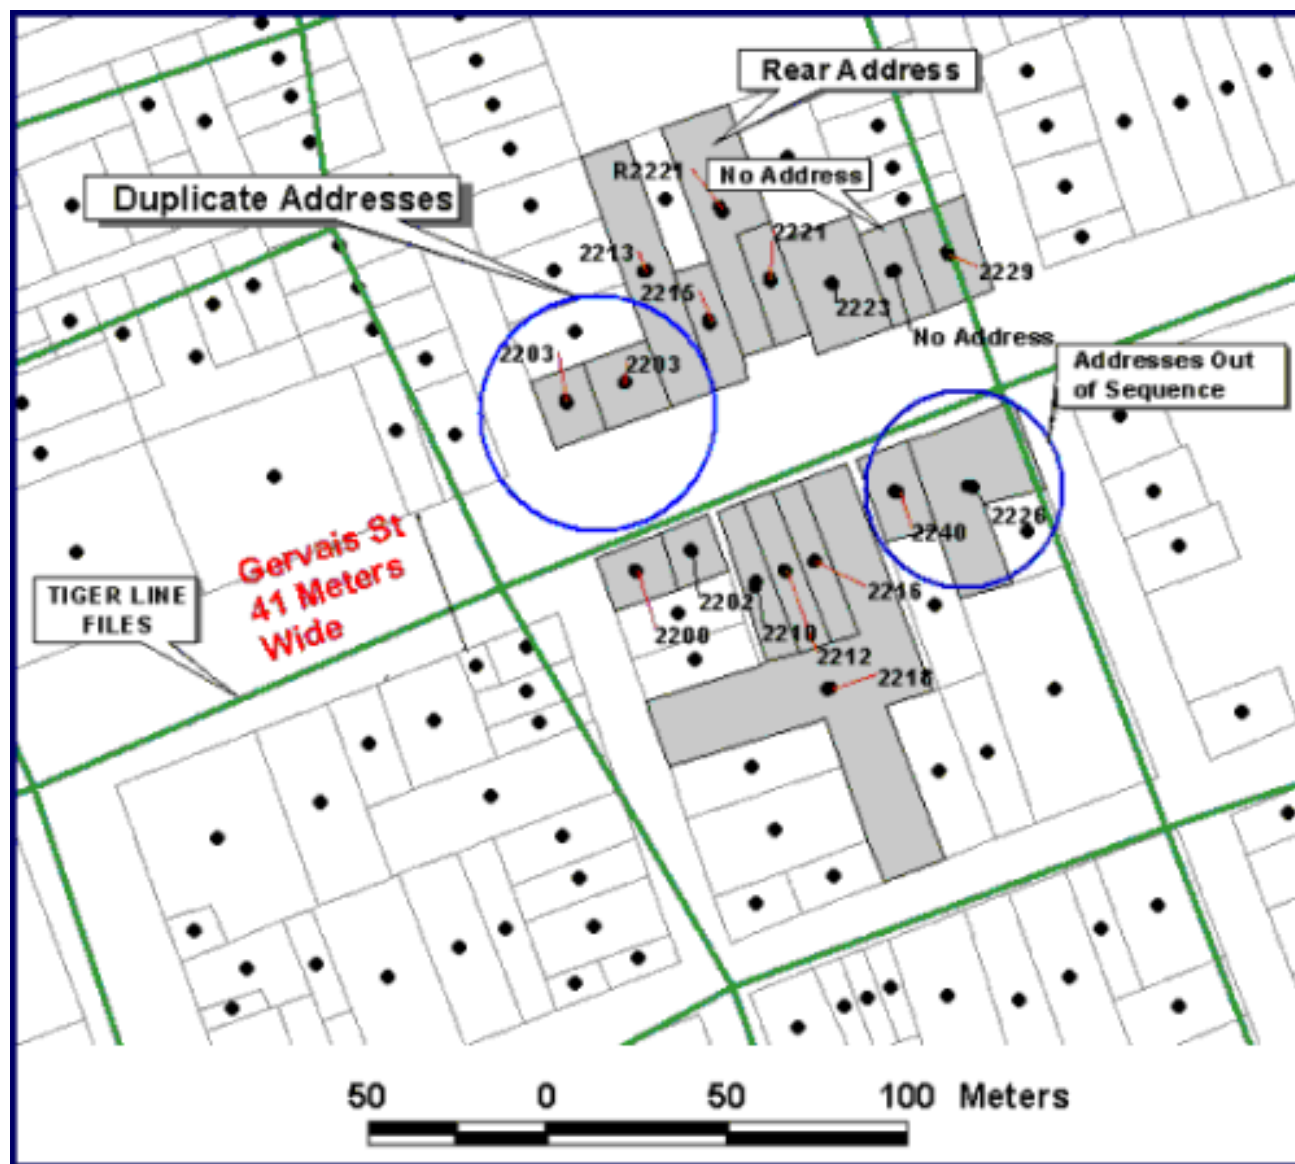 Rear Address
R2221
No Address
Duplicate Addresses
2221
2213
2229
2215
2223
No Address
2203
2203
Addresses Out
of Sequence
Gervais St
41 Meters
Wide
2226
2240
TIGER LINE
FILES
2216
2202
2200
2210
2212
2218
50 0 50 100 Meters